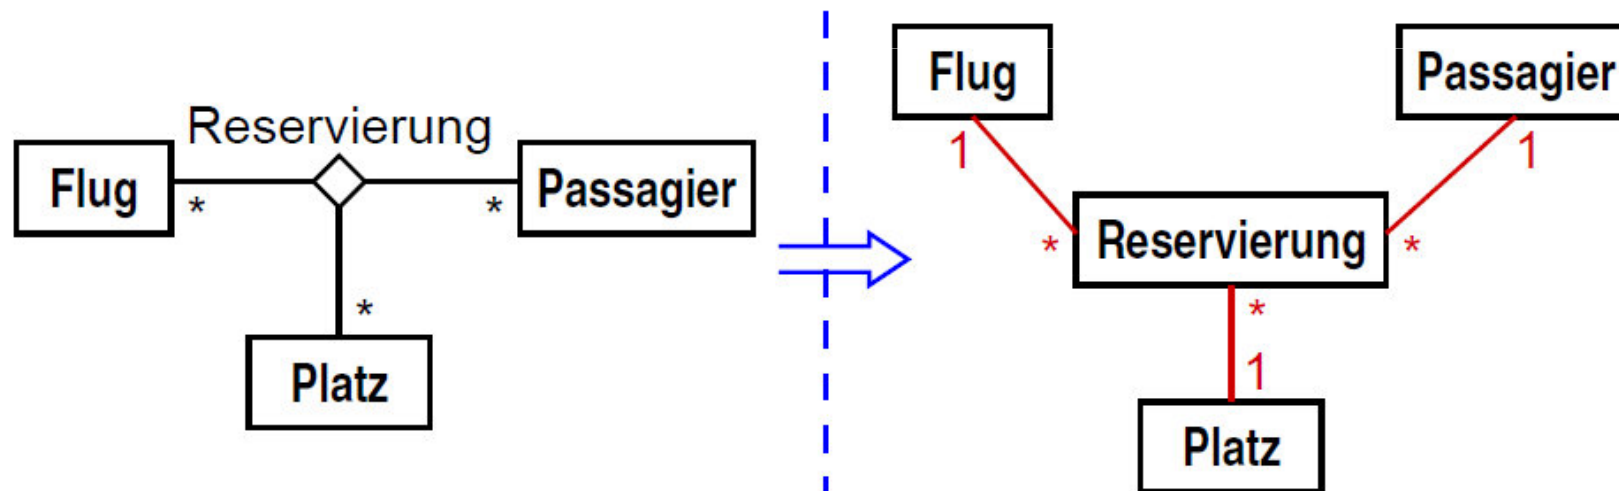 Reservierung
Flug
*
*
Passagier
*
Platz
Flug
Passagier
1
1
*
Reservierung
*
*
1
Platz